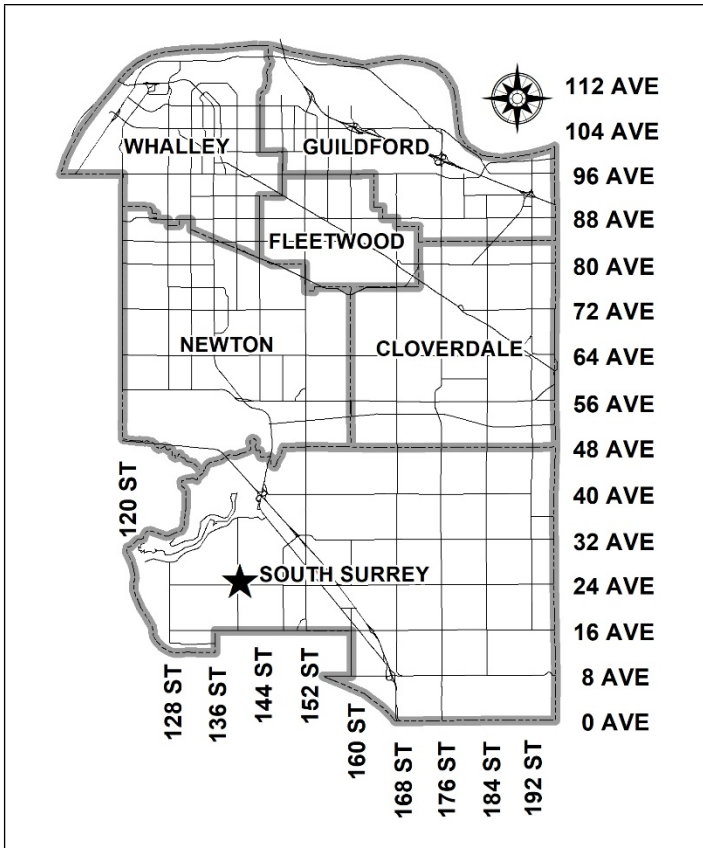 112 AVE
104 AVE
WHALLEY
GUILDFORD
96 AVE
88 AVE
FLEETWOOD
80 AVE
72 AVE
NEWTON
CLOVERDALE
64 AVE
56 AVE
48 AVE
120 ST
40 AVE
32 AVE
SOUTH SURREY
24 AVE
16 AVE
8 AVE
0 AVE
128 ST
136 ST
144 ST
152 ST
160 ST
168 ST
176 ST
184 ST
192 ST